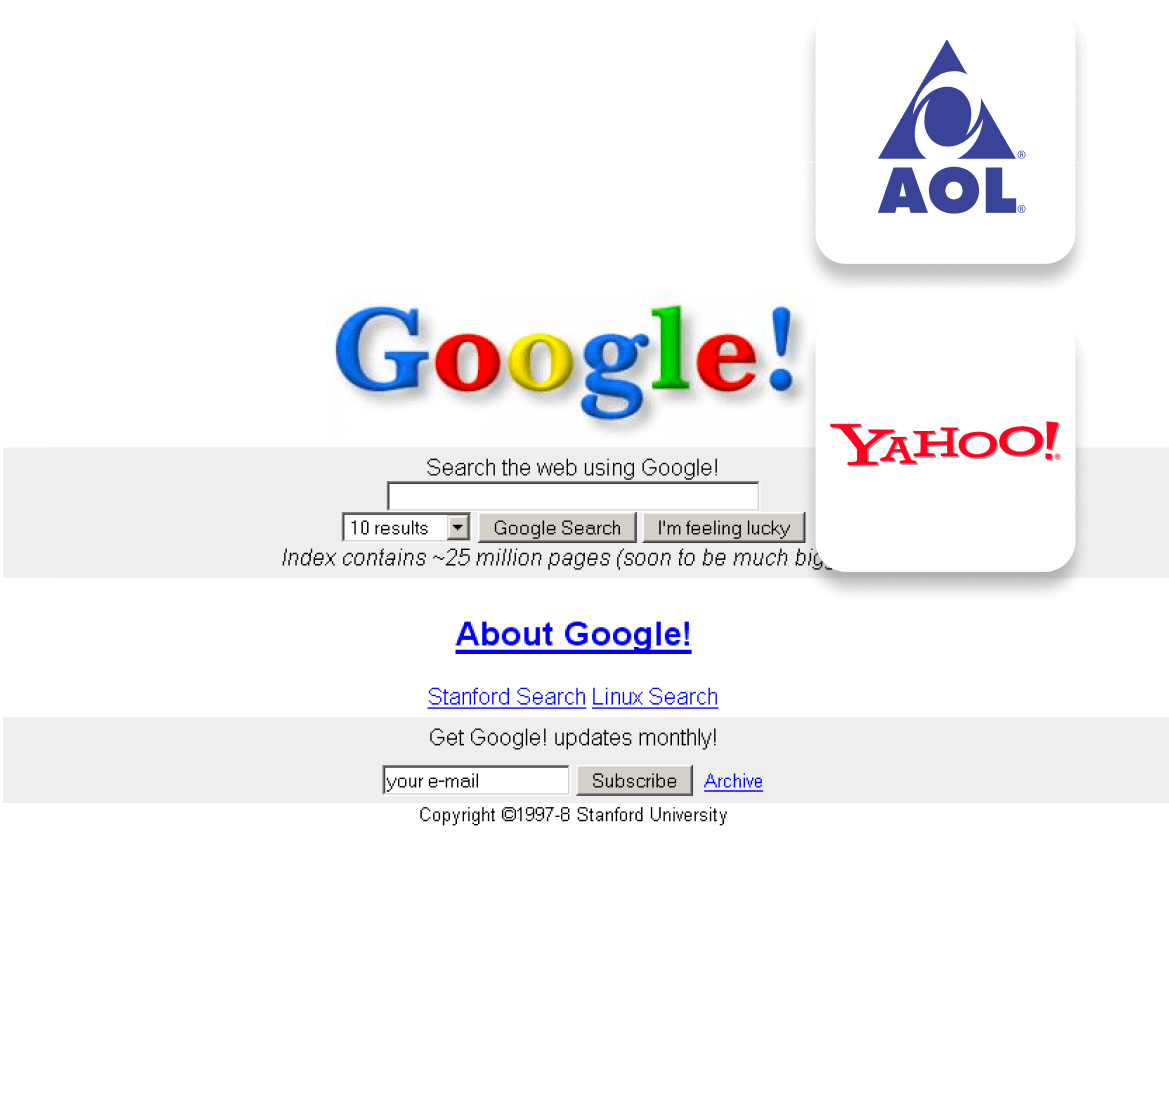 ®
AOL®
Google!
YAHOO!®
Search the web using Google!
10 results Google Search I'm feeling lucky
Index contains ~25 million pages (soon to be much
About Google!
Stanford Search Linux Search
Get Google! updates monthly!
your e-mail Subscribe Archive
Copyright ©1997-8 Stanford University